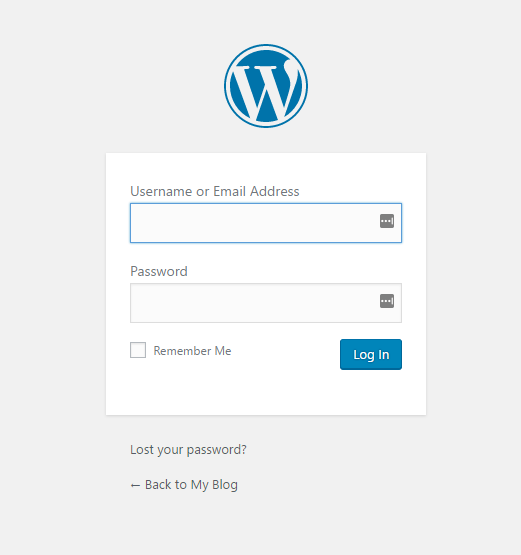 Username or Email Address
Password
Remember Me
Log In
Lost your password?
← Back to My Blog